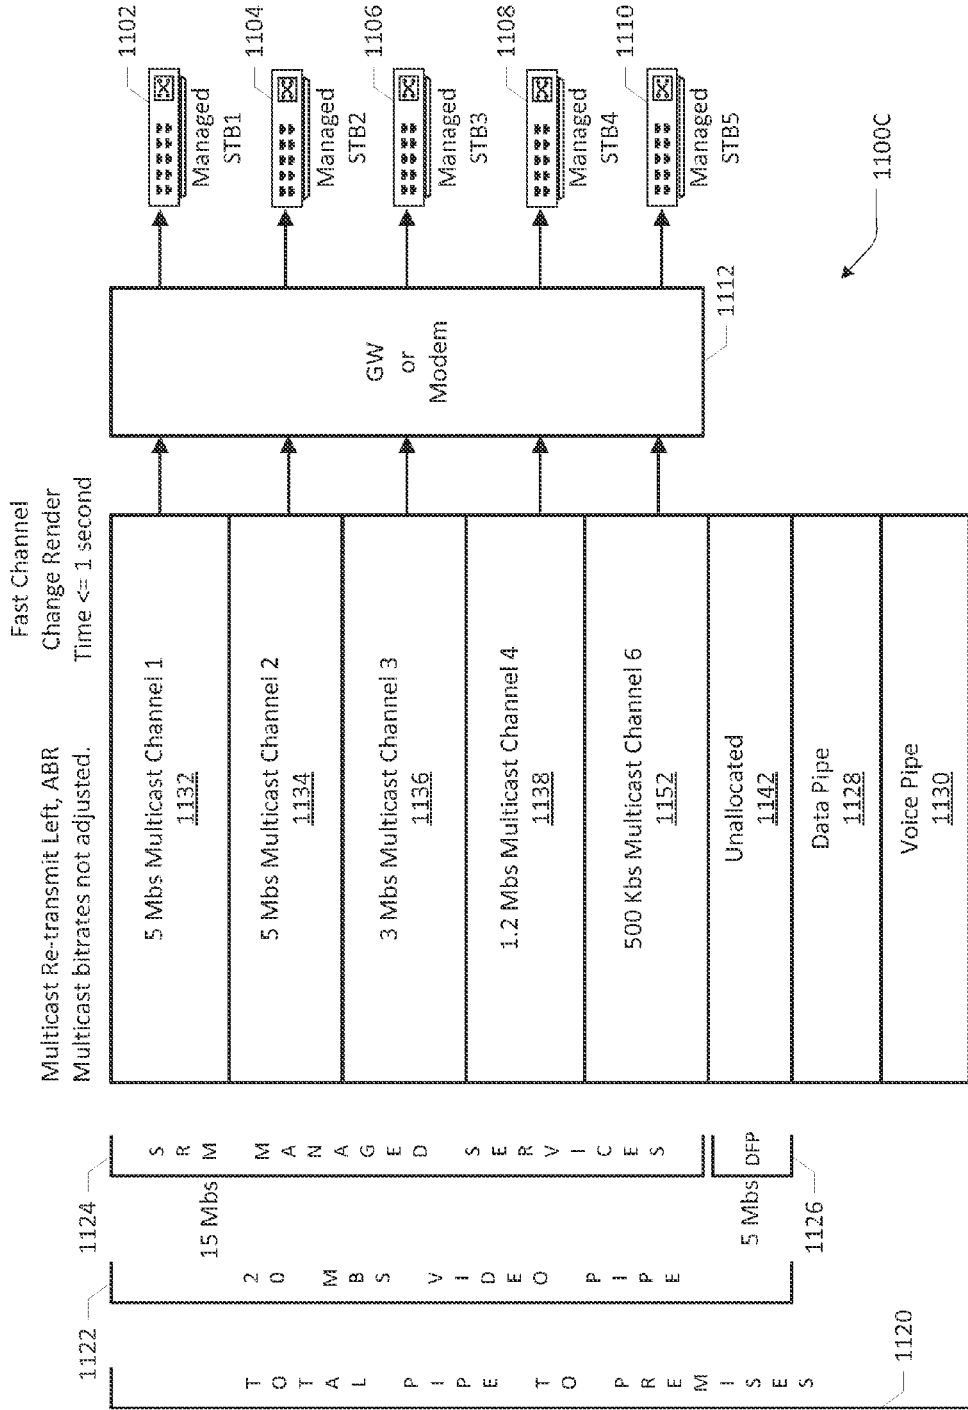 Multicast Re-transmit Left, ABR
Multicast bitrates not adjusted.
Fast Channel
Change Render
Time <= 1 second
1120
TOTAL PIPE TO PREMISES
1122
20 MBS VIDEO PIPE
1124
15 Mbs
SRM MANAGED SERVICES
5 Mbs
DFP
1126
5 Mbs Multicast Channel 1
1132
5 Mbs Multicast Channel 2
1134
3 Mbs Multicast Channel 3
1136
1.2 Mbs Multicast Channel 4
1138
500 Kbs Multicast Channel 6
1152
Unallocated
1142
Data Pipe
1128
Voice Pipe
1130
GW
or
Modem
1112
1102
Managed
STB1
1104
Managed
STB2
1106
Managed
STB3
1108
Managed
STB4
1110
Managed
STB5
1100C